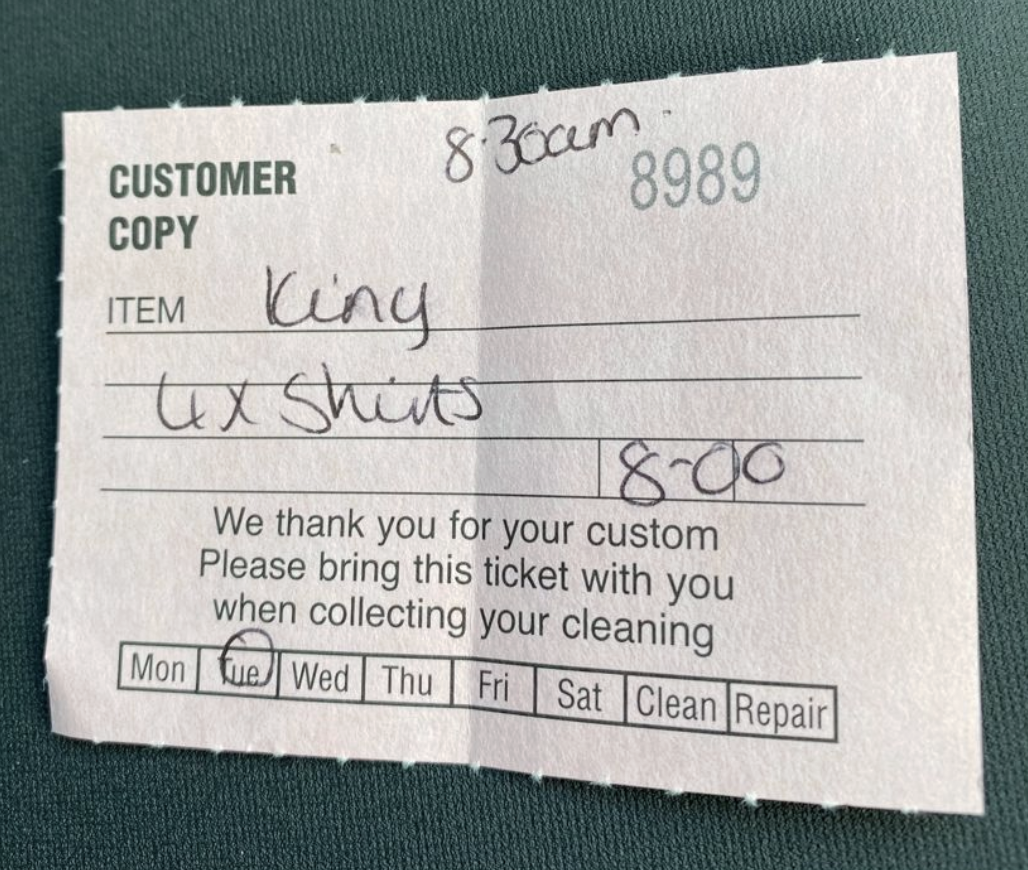 8.30am.
CUSTOMER 8989
COPY
ITEM King
4x Shirts
8-00
We thank you for your custom
Please bring this ticket with you
when collecting your cleaning
Mon Tue Wed Thu Fri Sat Clean Repair